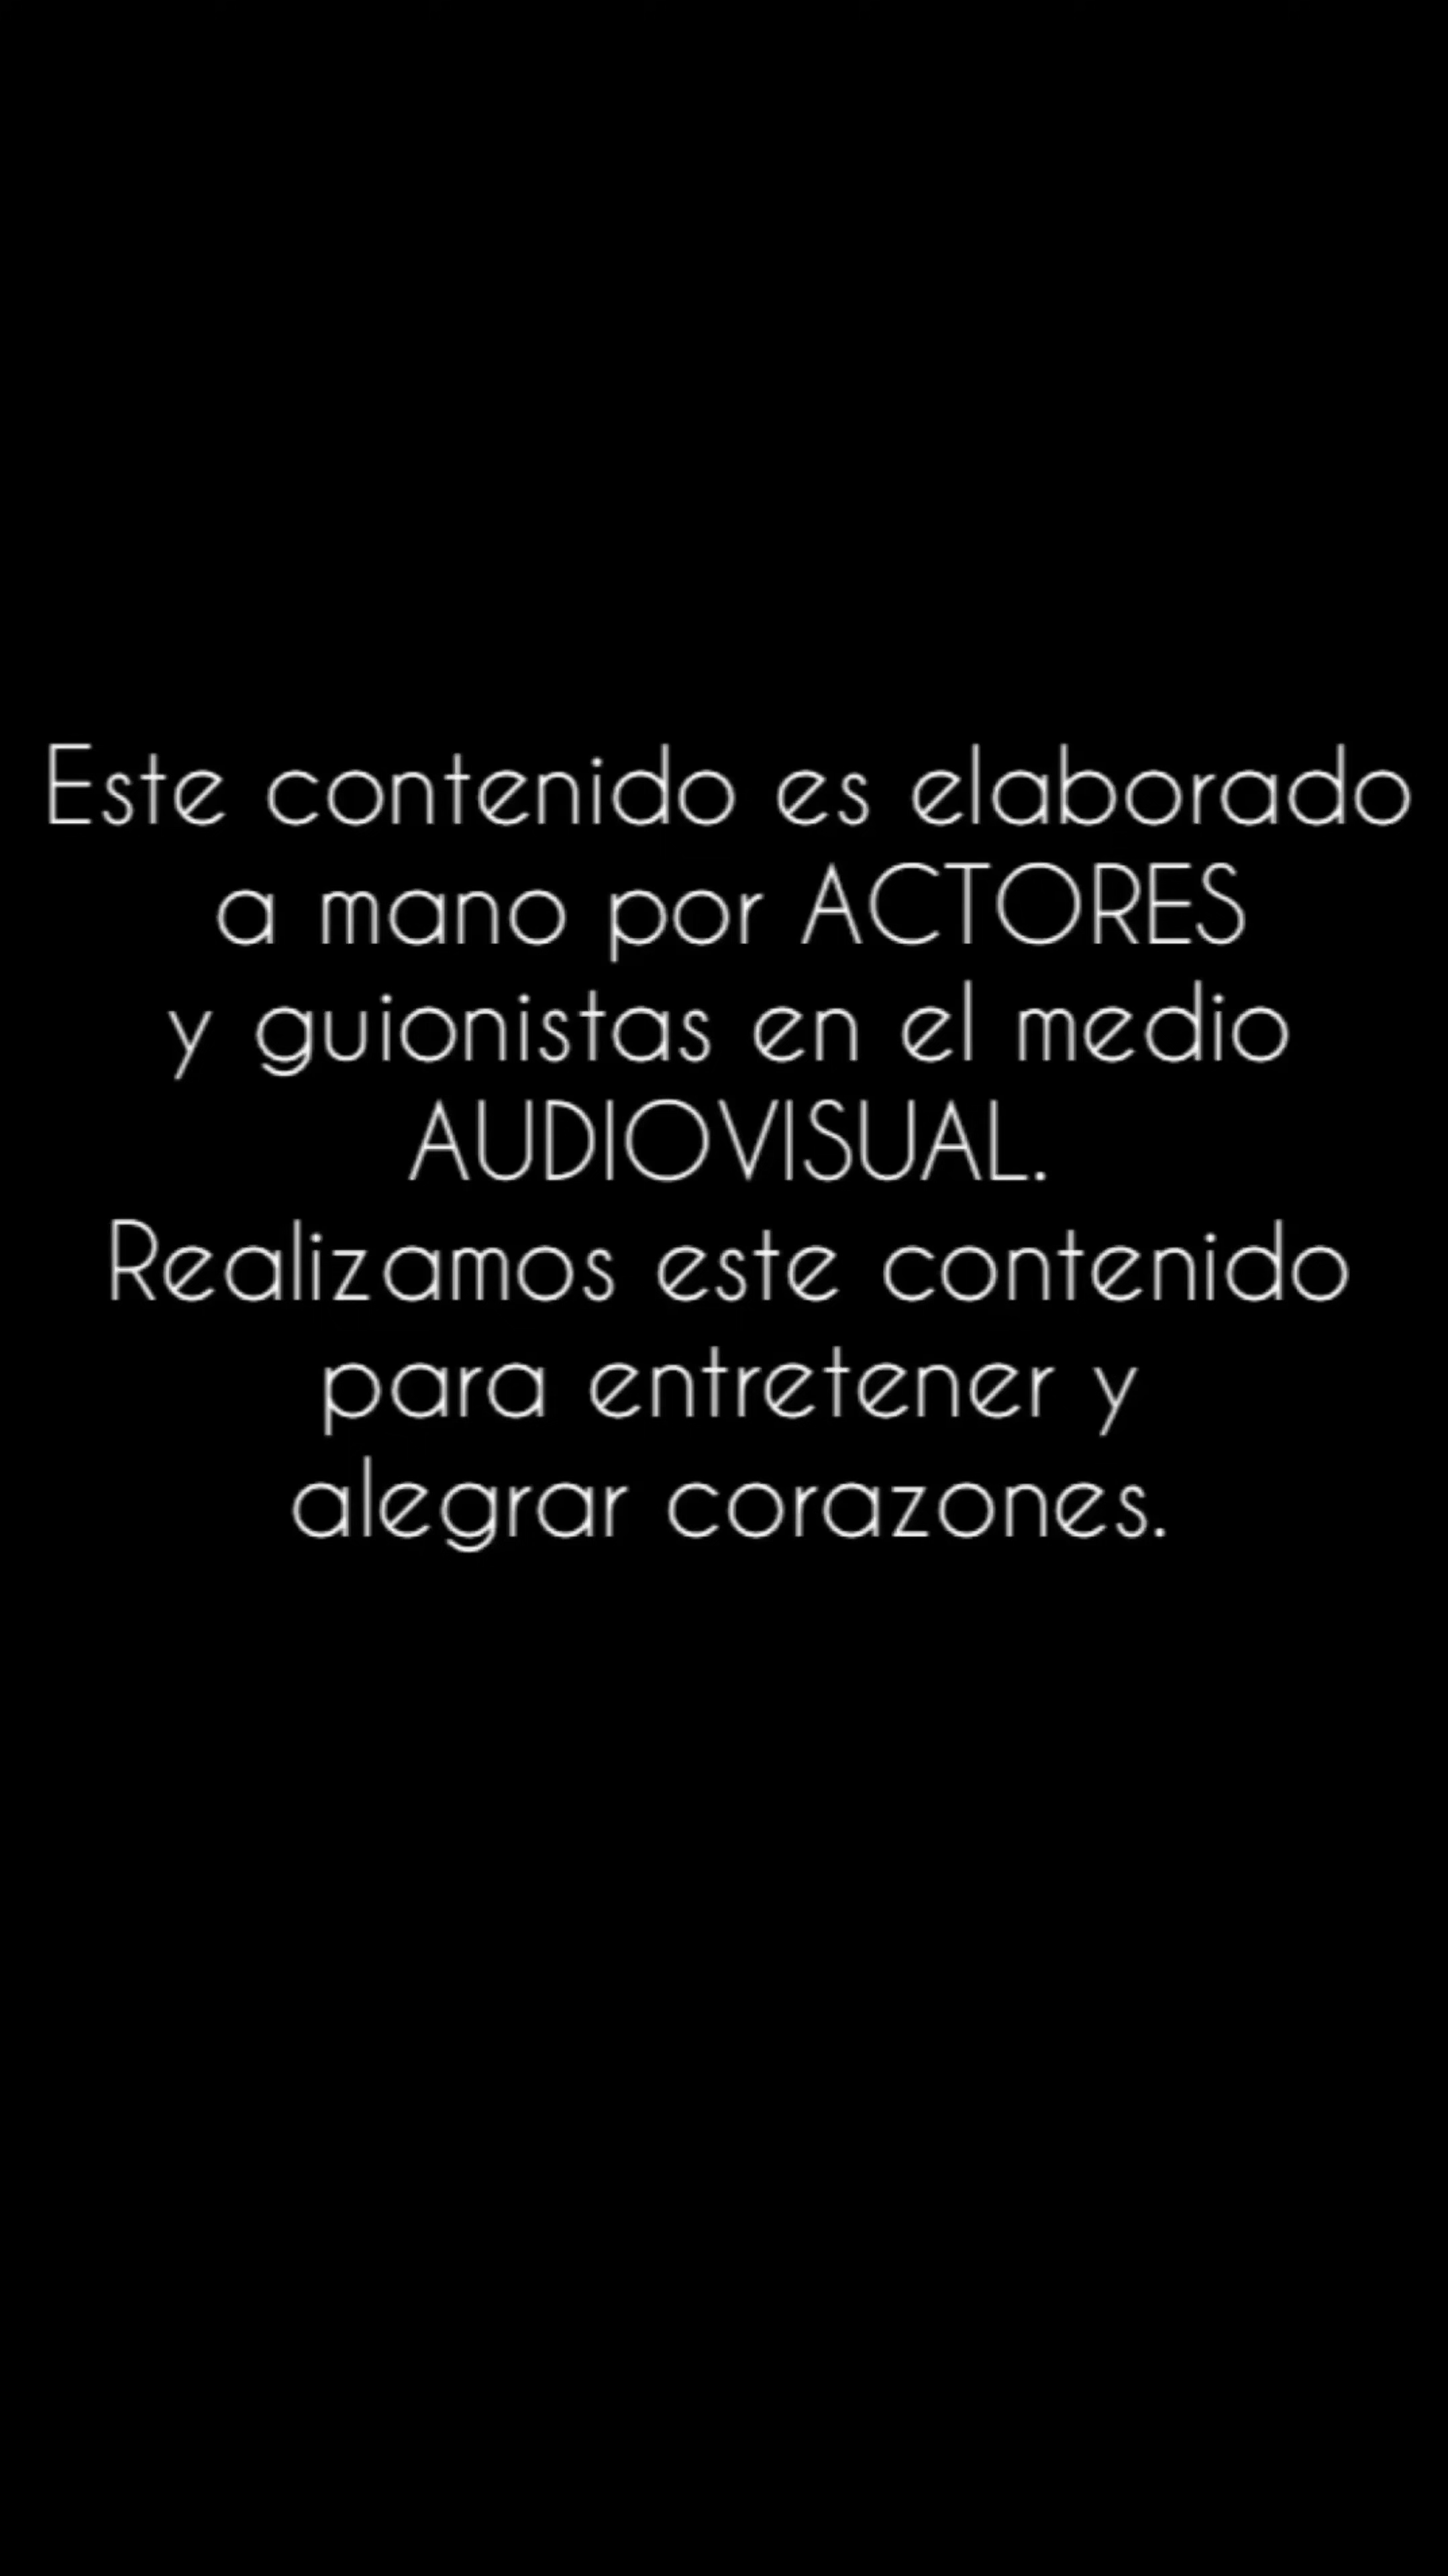 Este contenido es elaborado
a mano por ACTORES
y guionistas en el medio
AUDIOVISUAL.
Realizamos este contenido
para entretener y
alegrar corazones.